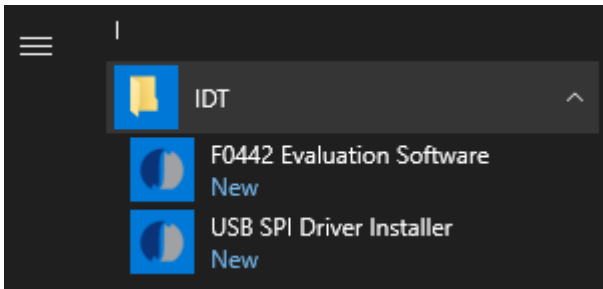 I
IDT
F0442 Evaluation Software
New
USB SPI Driver Installer
New